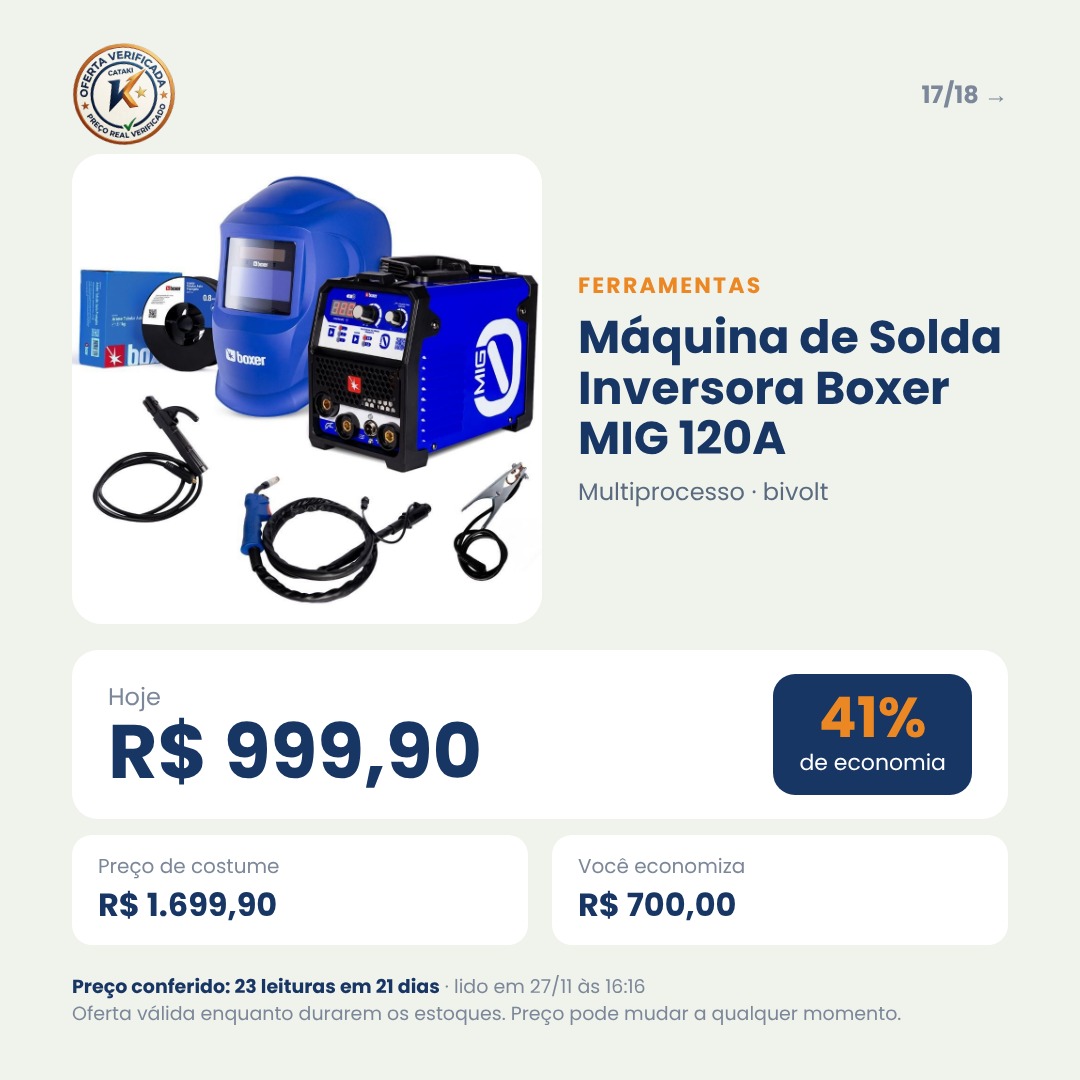 OFERTA VERIFICADA
CATAKI
K
PREÇO REAL VERIFICADO
17/18 →
boxer
0.8
boxer
MIG
FERRAMENTAS
Máquina de Solda
Inversora Boxer
MIG 120A
Multiprocesso · bivolt
Hoje
R$ 999,90
41%
de economia
Preço de costume
R$ 1.699,90
Você economiza
R$ 700,00
Preço conferido: 23 leituras em 21 dias · lido em 27/11 às 16:16
Oferta válida enquanto durarem os estoques. Preço pode mudar a qualquer momento.